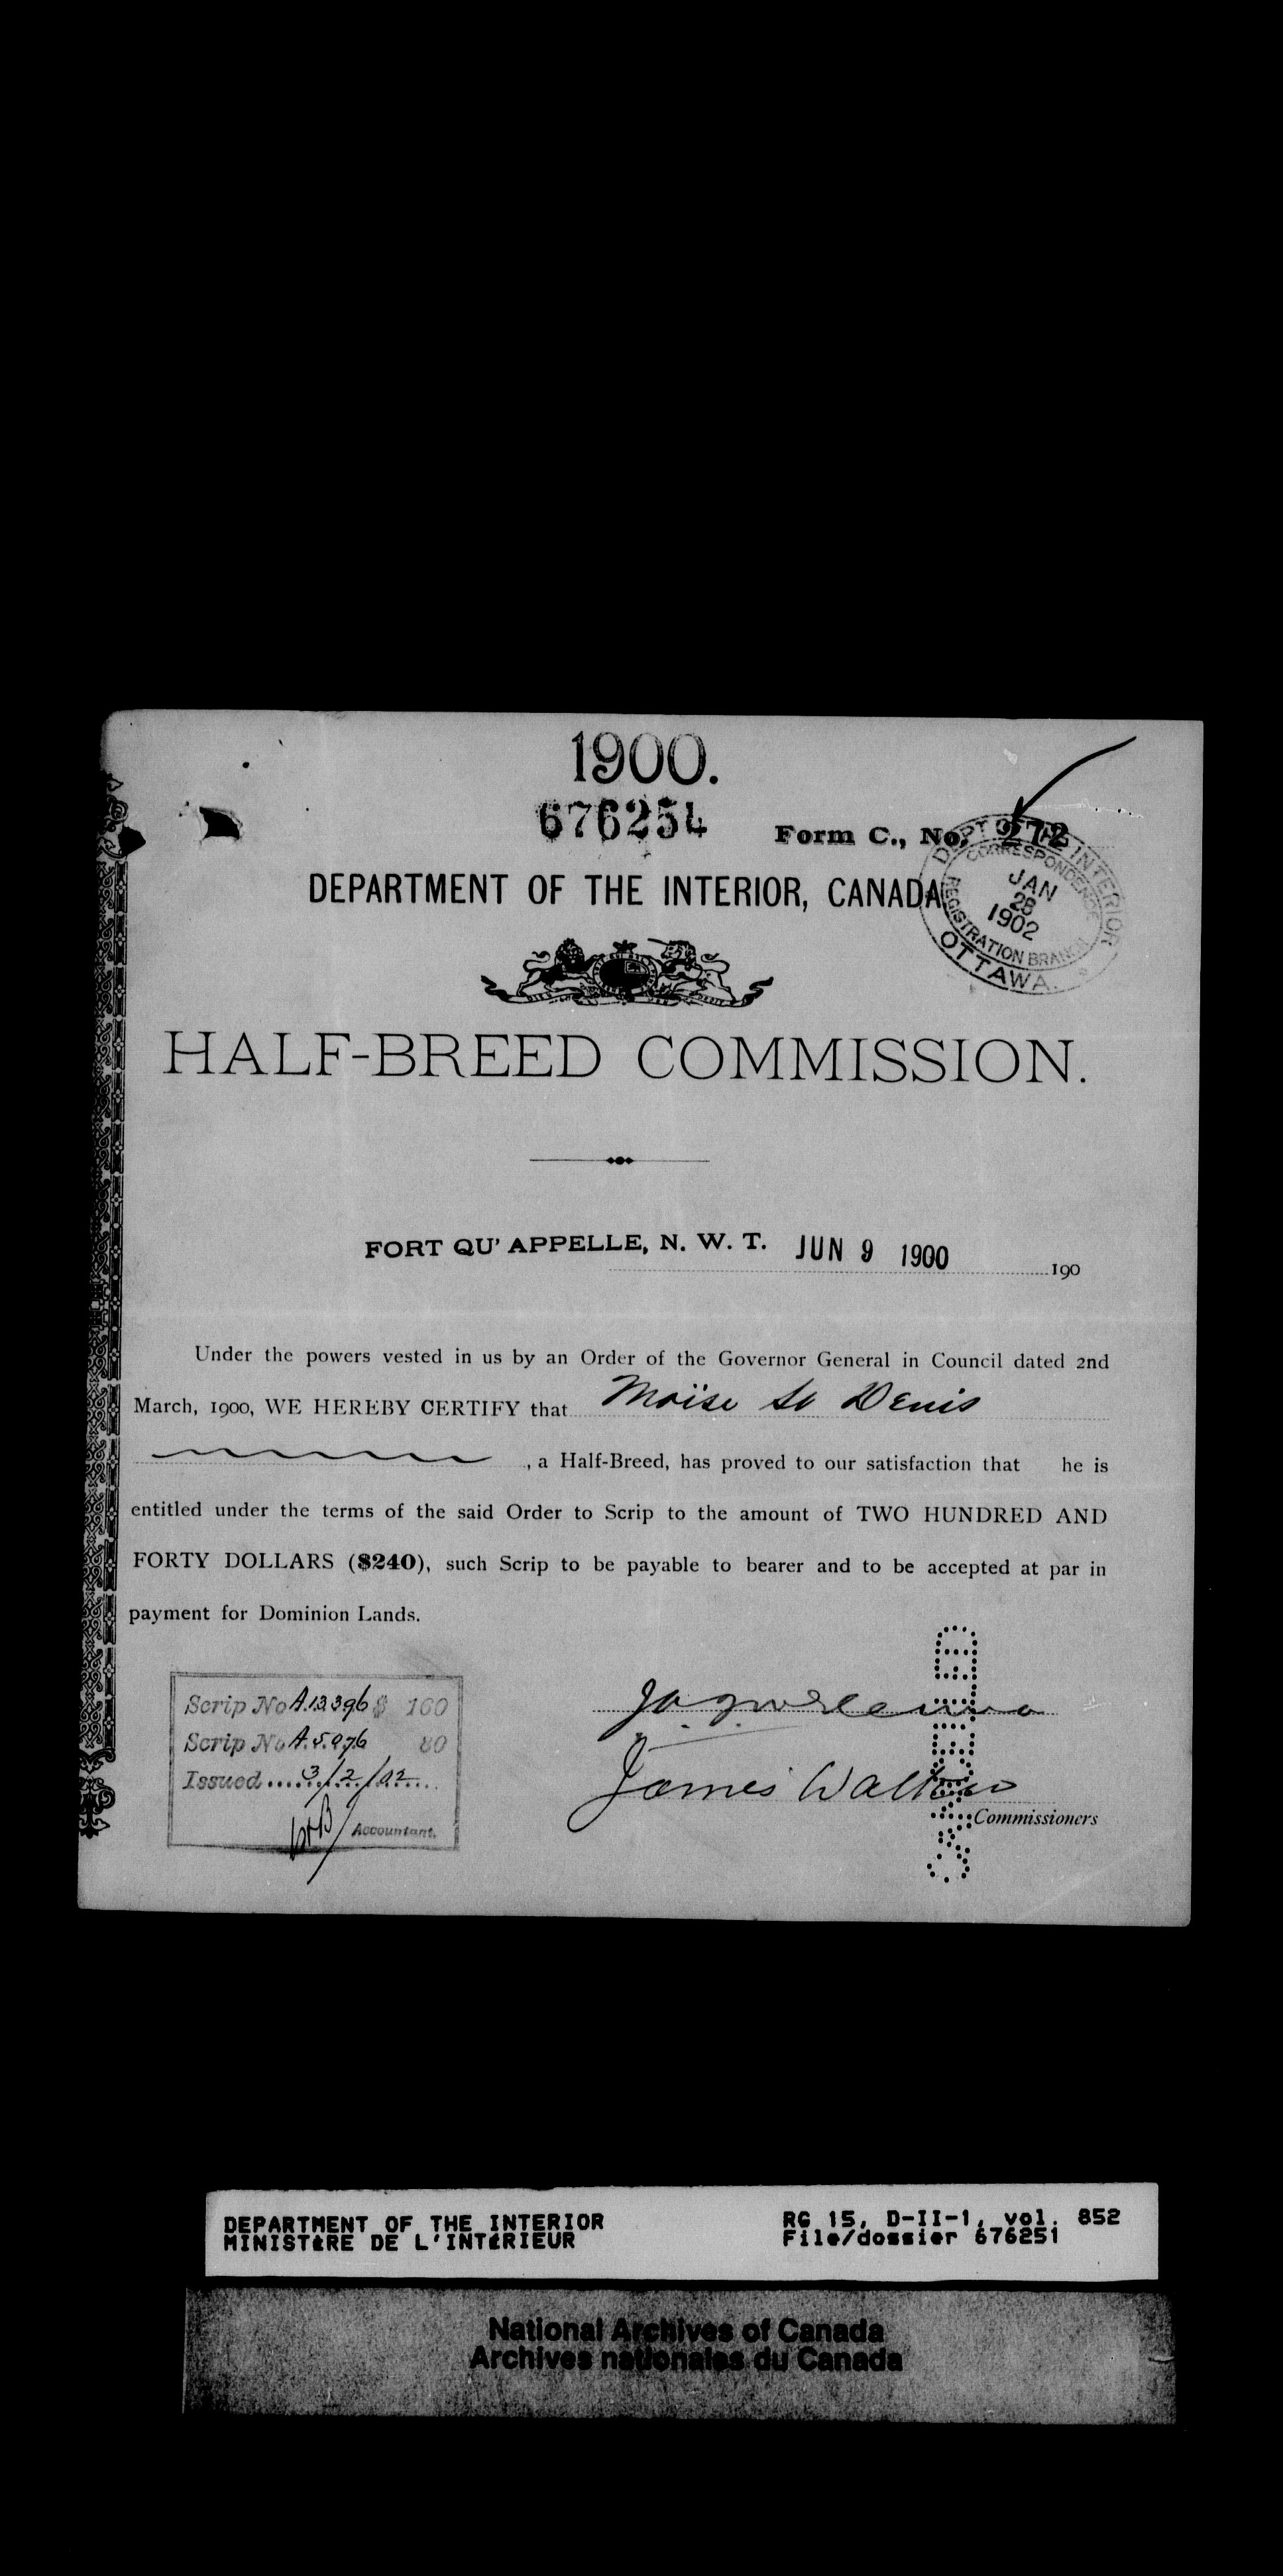 1900.
676254
Form C., No. 272
DEPT OF THE INTERIOR
CORRESPONDENCE
JAN
28
1902
REGISTRATION BRANCH
OTTAWA.
DEPARTMENT OF THE INTERIOR, CANADA
HALF-BREED COMMISSION.
FORT QU'APPELLE, N. W. T. JUN 9 1900 190
Under the powers vested in us by an Order of the Governor General in Council dated 2nd
March, 1900, WE HEREBY CERTIFY that Moïse St Denis
, a Half-Breed, has proved to our satisfaction that he is
entitled under the terms of the said Order to Scrip to the amount of TWO HUNDRED AND
FORTY DOLLARS ($240), such Scrip to be payable to bearer and to be accepted at par in
payment for Dominion Lands.
Scrip No A.13396 $ 160
Scrip No A.5976 80
Issued 3/2/02
Accountant.
James Walker
Commissioners
DEPARTMENT OF THE INTERIOR
MINISTÈRE DE L'INTÉRIEUR
RG 15, D-II-1, vol. 852
File/dossier 676251
National Archives of Canada
Archives nationales du Canada